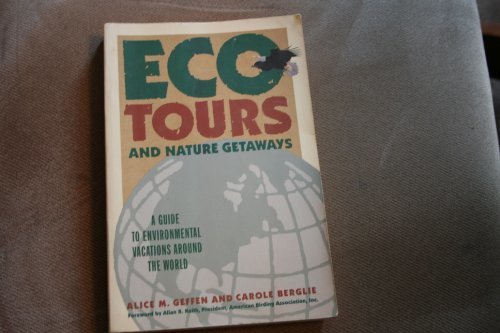 ECO
TOURS
AND NATURE GETAWAYS
A GUIDE
TO ENVIRONMENTAL
VACATIONS AROUND
THE WORLD
ALICE M. GEFFEN AND CAROLE BERGLIE
Foreword by Allan R. Keith, President, American Birding Association, Inc.